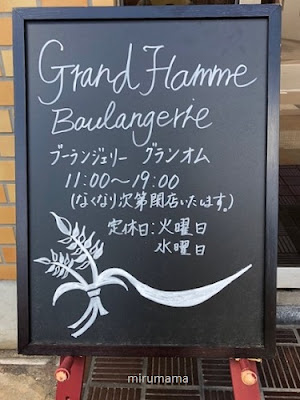 Grand Hamme
Boulangerie
ブーランジェリー グランオム
11:00〜19:00
(なくなり次第閉店いたします。)
定休日:火曜日
水曜日
mirumama